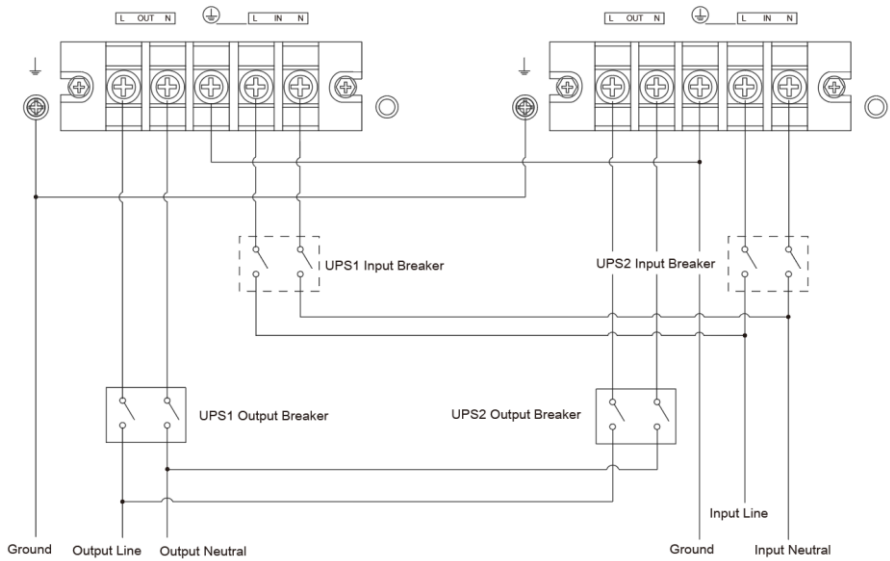 L OUT N
L IN N
L OUT N
L IN N
UPS1 Input Breaker
UPS2 Input Breaker
UPS1 Output Breaker
UPS2 Output Breaker
Input Line
Ground
Output Line
Output Neutral
Ground
Input Neutral